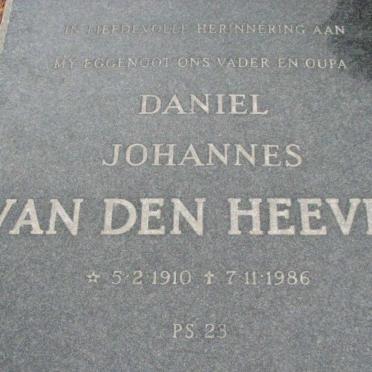 IN LIEFDEVOLLE HERINNERING AAN
MY EGGENOOT ONS VADER EN OUPA
DANIEL
JOHANNES
VAN DEN HEEVE
☆ 5·2·1910 ✝ 7·11·1986
PS. 23